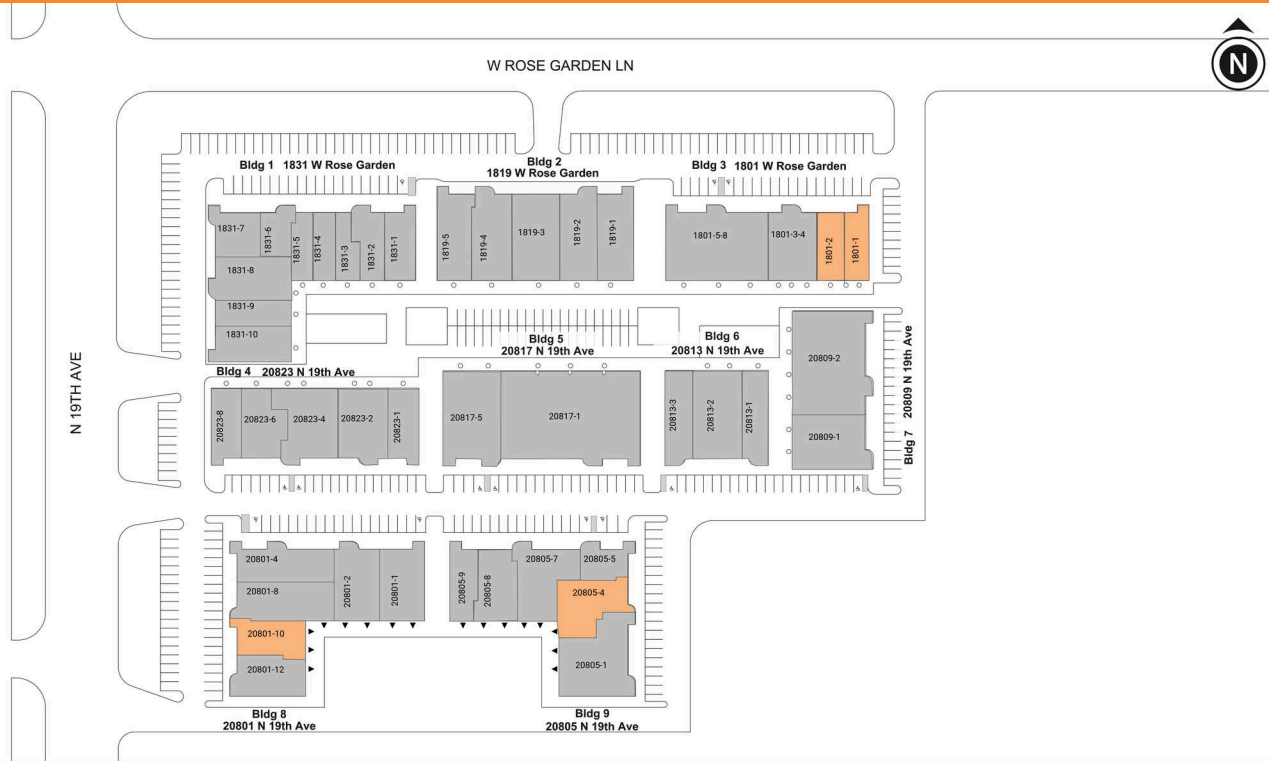 N
W ROSE GARDEN LN
N 19TH AVE
Bldg 1 1831 W Rose Garden
Bldg 2
1819 W Rose Garden
Bldg 3 1801 W Rose Garden
1831-7
1831-6
1831-5
1831-4
1831-3
1831-2
1831-1
1831-8
1831-9
1831-10
1819-5
1819-4
1819-3
1819-2
1819-1
1801-5-8
1801-3-4
1801-2
1801-1
Bldg 4 20823 N 19th Ave
Bldg 5
20817 N 19th Ave
Bldg 6
20813 N 19th Ave
Bldg 7 20809 N 19th Ave
20823-8
20823-6
20823-4
20823-2
20823-1
20817-5
20817-1
20813-3
20813-2
20813-1
20809-2
20809-1
20801-4
20801-8
20801-2
20801-1
20801-10
20801-12
20805-9
20805-8
20805-7
20805-5
20805-4
20805-1
Bldg 8
20801 N 19th Ave
Bldg 9
20805 N 19th Ave